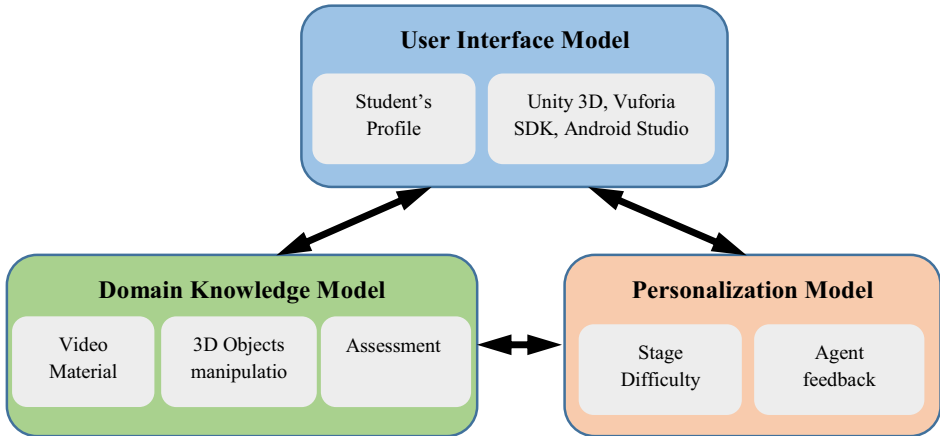 User Interface Model
Student’s
Profile
Unity 3D, Vuforia
SDK, Android Studio
Domain Knowledge Model
Video
Material
3D Objects
manipulatio
Assessment
Personalization Model
Stage
Difficulty
Agent
feedback